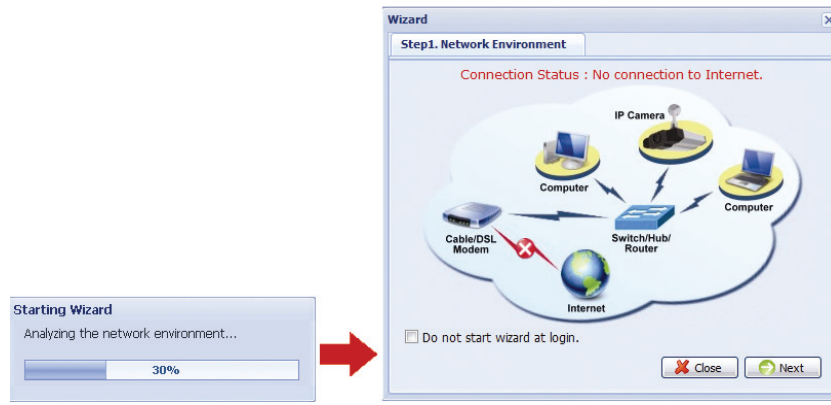 Starting Wizard
Analyzing the network environment...
30%
Wizard
Step1. Network Environment
Connection Status : No connection to Internet.
IP Camera
Computer
Computer
Cable/DSL
Modem
Switch/Hub/
Router
Internet
Do not start wizard at login.
Close
Next